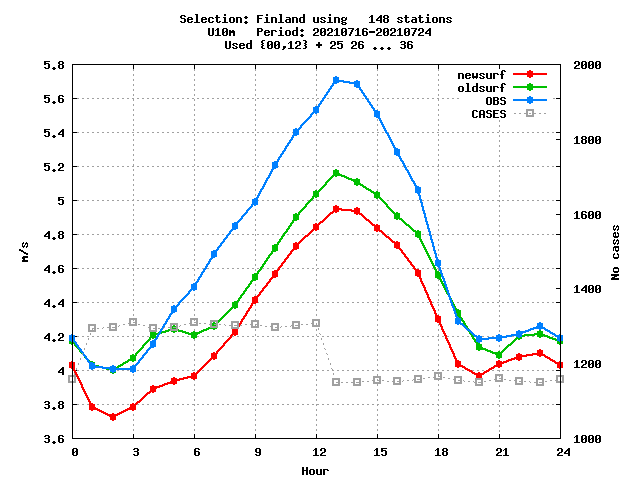 Selection: Finland using   148 stations
U10m   Period: 20210716-20210724
Used {00,12} + 25 26 ... 36
5.8
5.6
5.4
5.2
5
4.8
4.6
4.4
4.2
4
3.8
3.6
m/s
newsurf
oldsurf
OBS
CASES
2000
1800
1600
1400
1200
1000
No cases
0 3 6 9 12 15 18 21 24
Hour